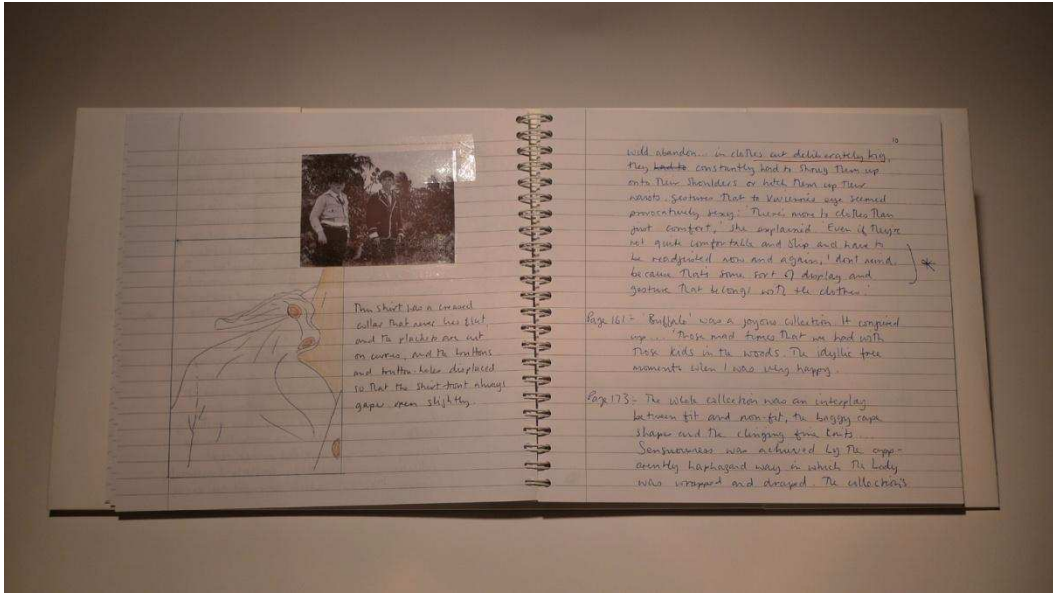 This shirt has a creased
collar that never lies flat
and the plackets are cut
on curves, and the buttons
and button-holes displaced
so that the shirt-front always
gapes open slightly.
10
wild abandon... in clothes cut deliberately big,
they had to constantly had to shrug them up
onto their shoulders or hitch them up their
waists. Gestures that to Vivienne's eye seemed
provocatively sexy: 'There's more to clothes than
just comfort,' she explained. 'Even if they're
not quite comfortable and slip and have to
be readjusted now and again, I don't mind,
because that's some sort of display and
gesture that belongs with the clothes.'
Page 161:- 'Buffalo' was a joyous collection. It conjured
up... 'those mad times that we had with
those kids in the woods. The idyllic free
moments when I was very happy.
Page 173:- The whole collection was an interplay
between fit and non-fit, the baggy cape
shapes and the clinging fine knits...
Sensuousness was achieved by the app-
arently haphazard way in which the body
was wrapped and draped. The collection's